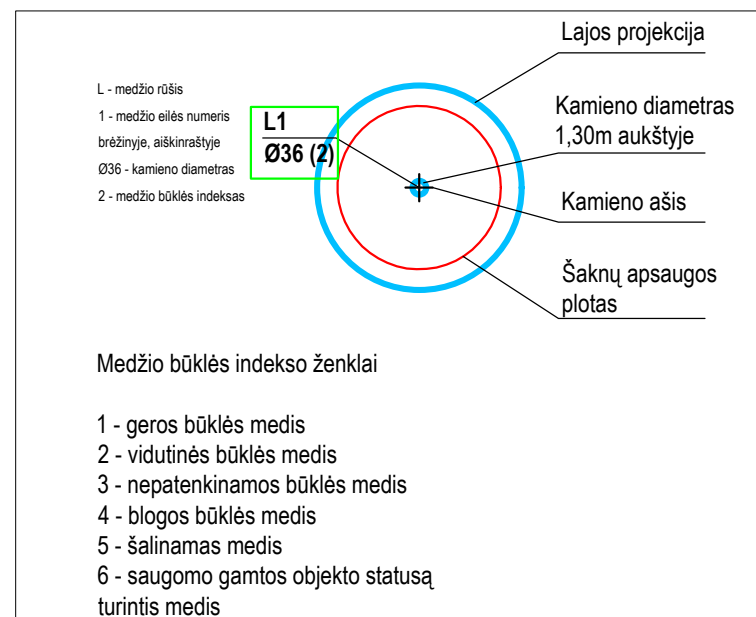 L - medžio rūšis
1 - medžio eilės numeris
brėžinyje, aiškinraštyje
Ø36 - kamieno diametras
2 - medžio būklės indeksas
L1
Ø36 (2)
Lajos projekcija
Kamieno diametras
1,30m aukštyje
Kamieno ašis
Šaknų apsaugos
plotas
Medžio būklės indekso ženklai
1 - geros būklės medis
2 - vidutinės būklės medis
3 - nepatenkinamos būklės medis
4 - blogos būklės medis
5 - šalinamas medis
6 - saugomo gamtos objekto statusą
turintis medis